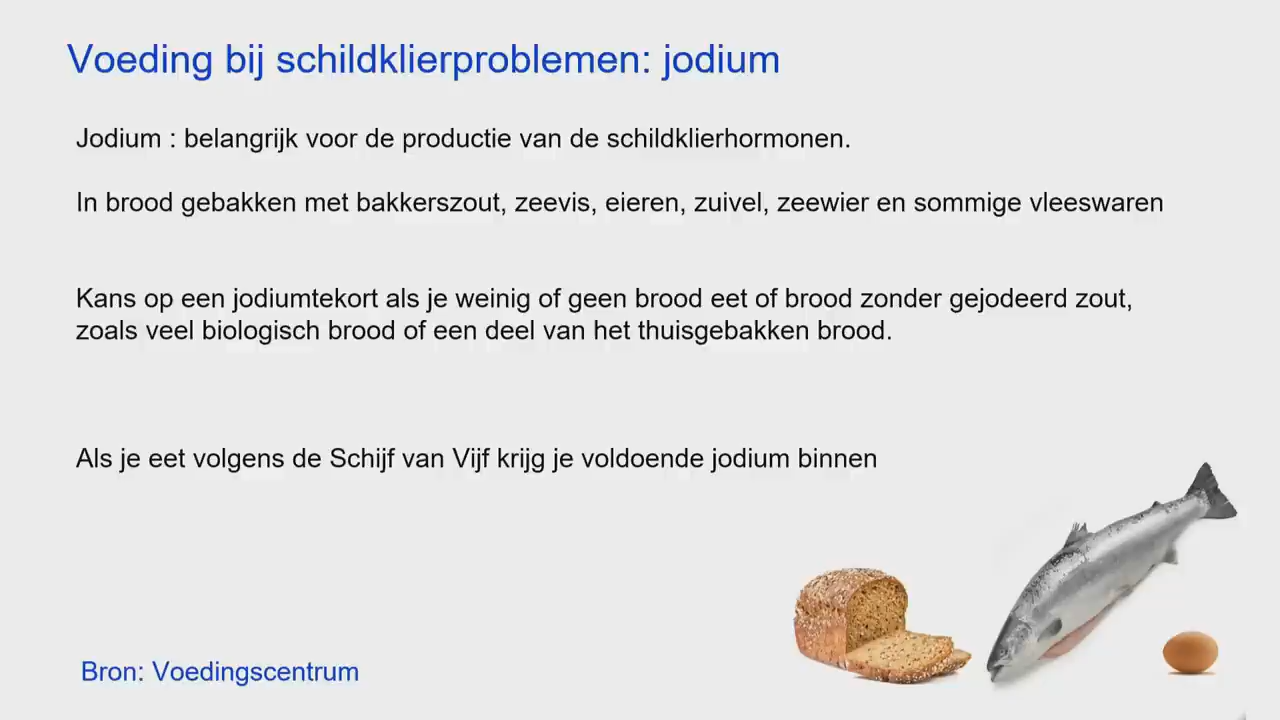 Voeding bij schildklierproblemen: jodium
Jodium : belangrijk voor de productie van de schildklierhormonen.
In brood gebakken met bakkerszout, zeevis, eieren, zuivel, zeewier en sommige vleeswaren
Kans op een jodiumtekort als je weinig of geen brood eet of brood zonder gejodeerd zout,
zoals veel biologisch brood of een deel van het thuisgebakken brood.
Als je eet volgens de Schijf van Vijf krijg je voldoende jodium binnen
Bron: Voedingscentrum